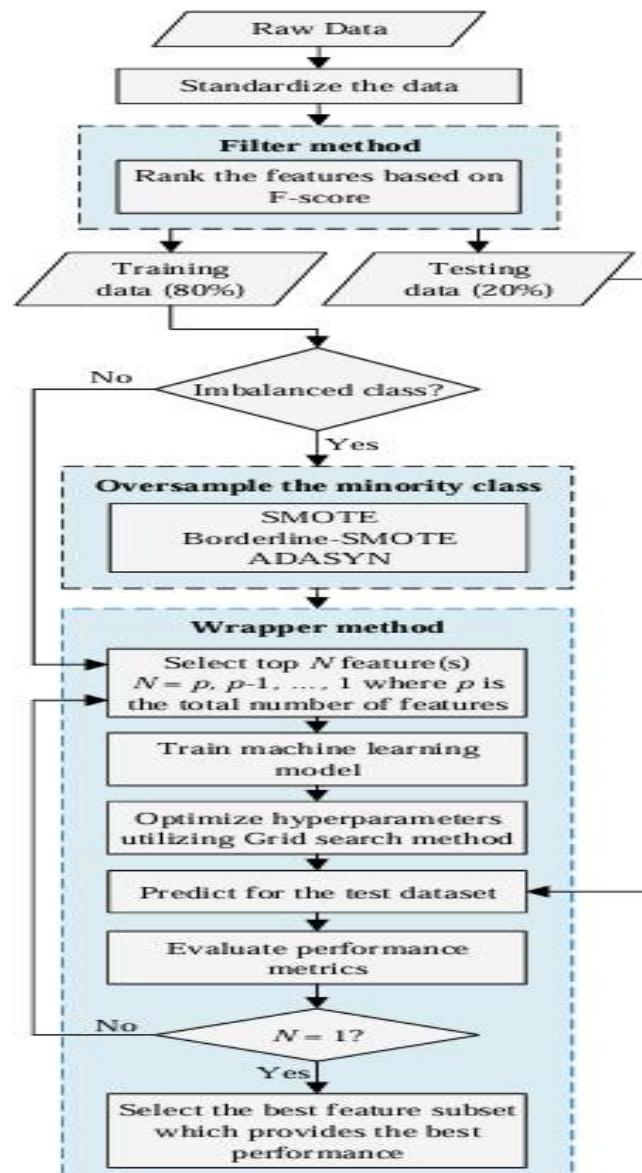 Raw Data
Standardize the data
Filter method
Rank the features based on
F-score
Training
data (80%)
Testing
data (20%)
Imbalanced class?
No
Yes
Oversample the minority class
SMOTE
Borderline-SMOTE
ADASYN
Wrapper method
Select top N feature(s)
N = p, p-1, ..., 1 where p is
the total number of features
Train machine learning
model
Optimize hyperparameters
utilizing Grid search method
Predict for the test dataset
Evaluate performance
metrics
No
N = 1?
Yes
Select the best feature subset
which provides the best
performance